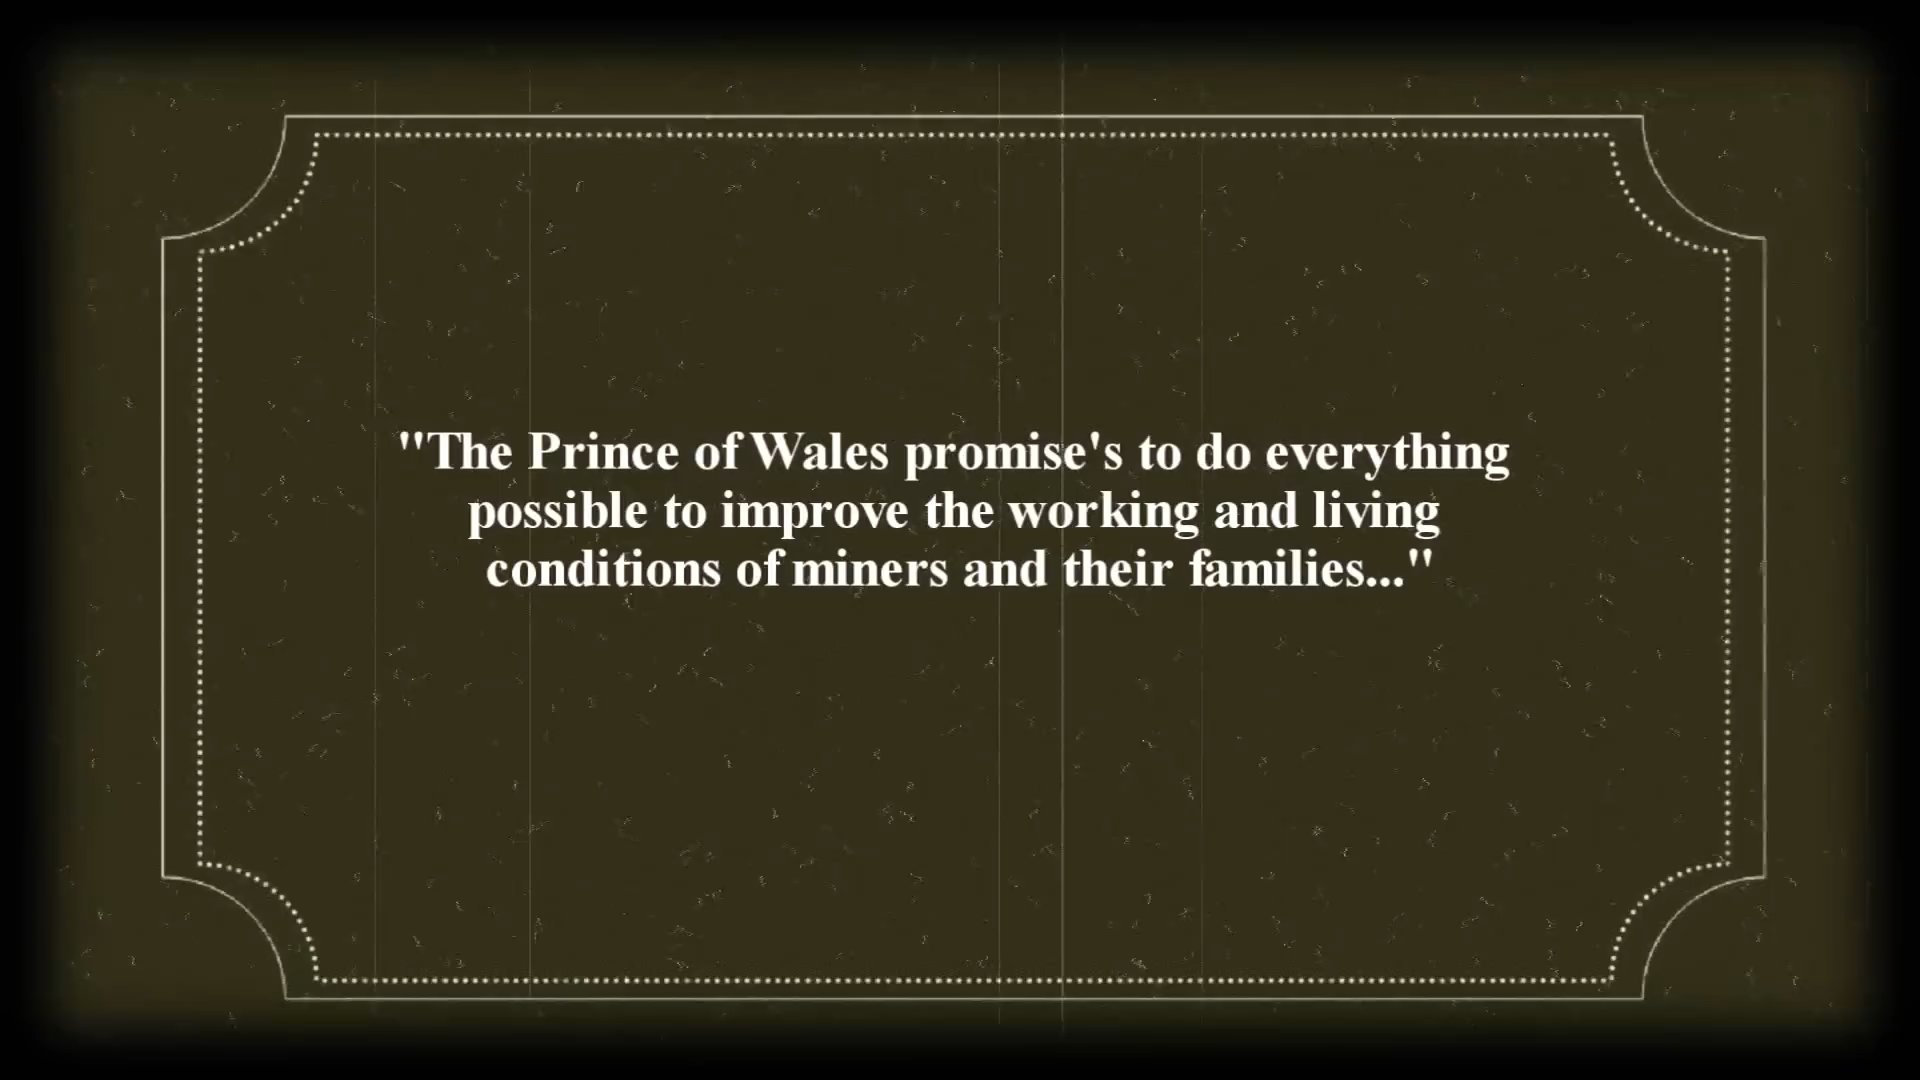 "The Prince of Wales promise's to do everything
possible to improve the working and living
conditions of miners and their families..."